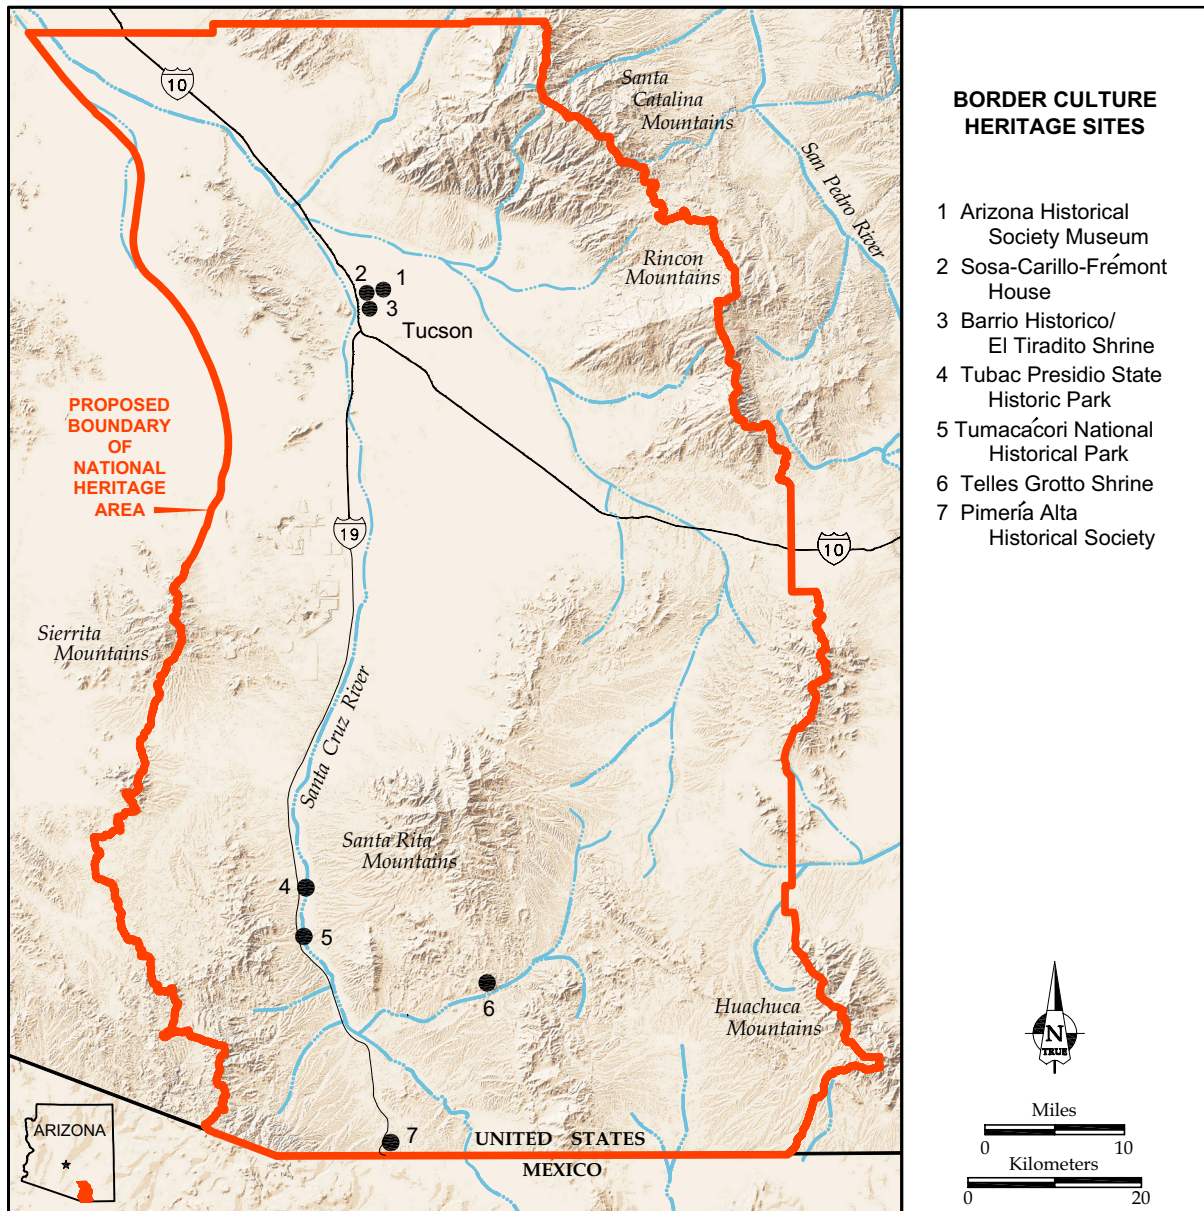 BORDER CULTURE
HERITAGE SITES
1 Arizona Historical
Society Museum
2 Sosa-Carillo-Frémont
House
3 Barrio Historico/
El Tiradito Shrine
4 Tubac Presidio State
Historic Park
5 Tumacácori National
Historical Park
6 Telles Grotto Shrine
7 Pimería Alta
Historical Society
10
Santa
Catalina
Mountains
San Pedro River
Rincon
Mountains
2 1
3
Tucson
PROPOSED
BOUNDARY
OF
NATIONAL
HERITAGE
AREA
19
10
Sierrita
Mountains
Santa Cruz River
Santa Rita
Mountains
4
5
6
Huachuca
Mountains
7
UNITED STATES
MEXICO
ARIZONA
N
TRUE
Miles
0 10
Kilometers
0 20